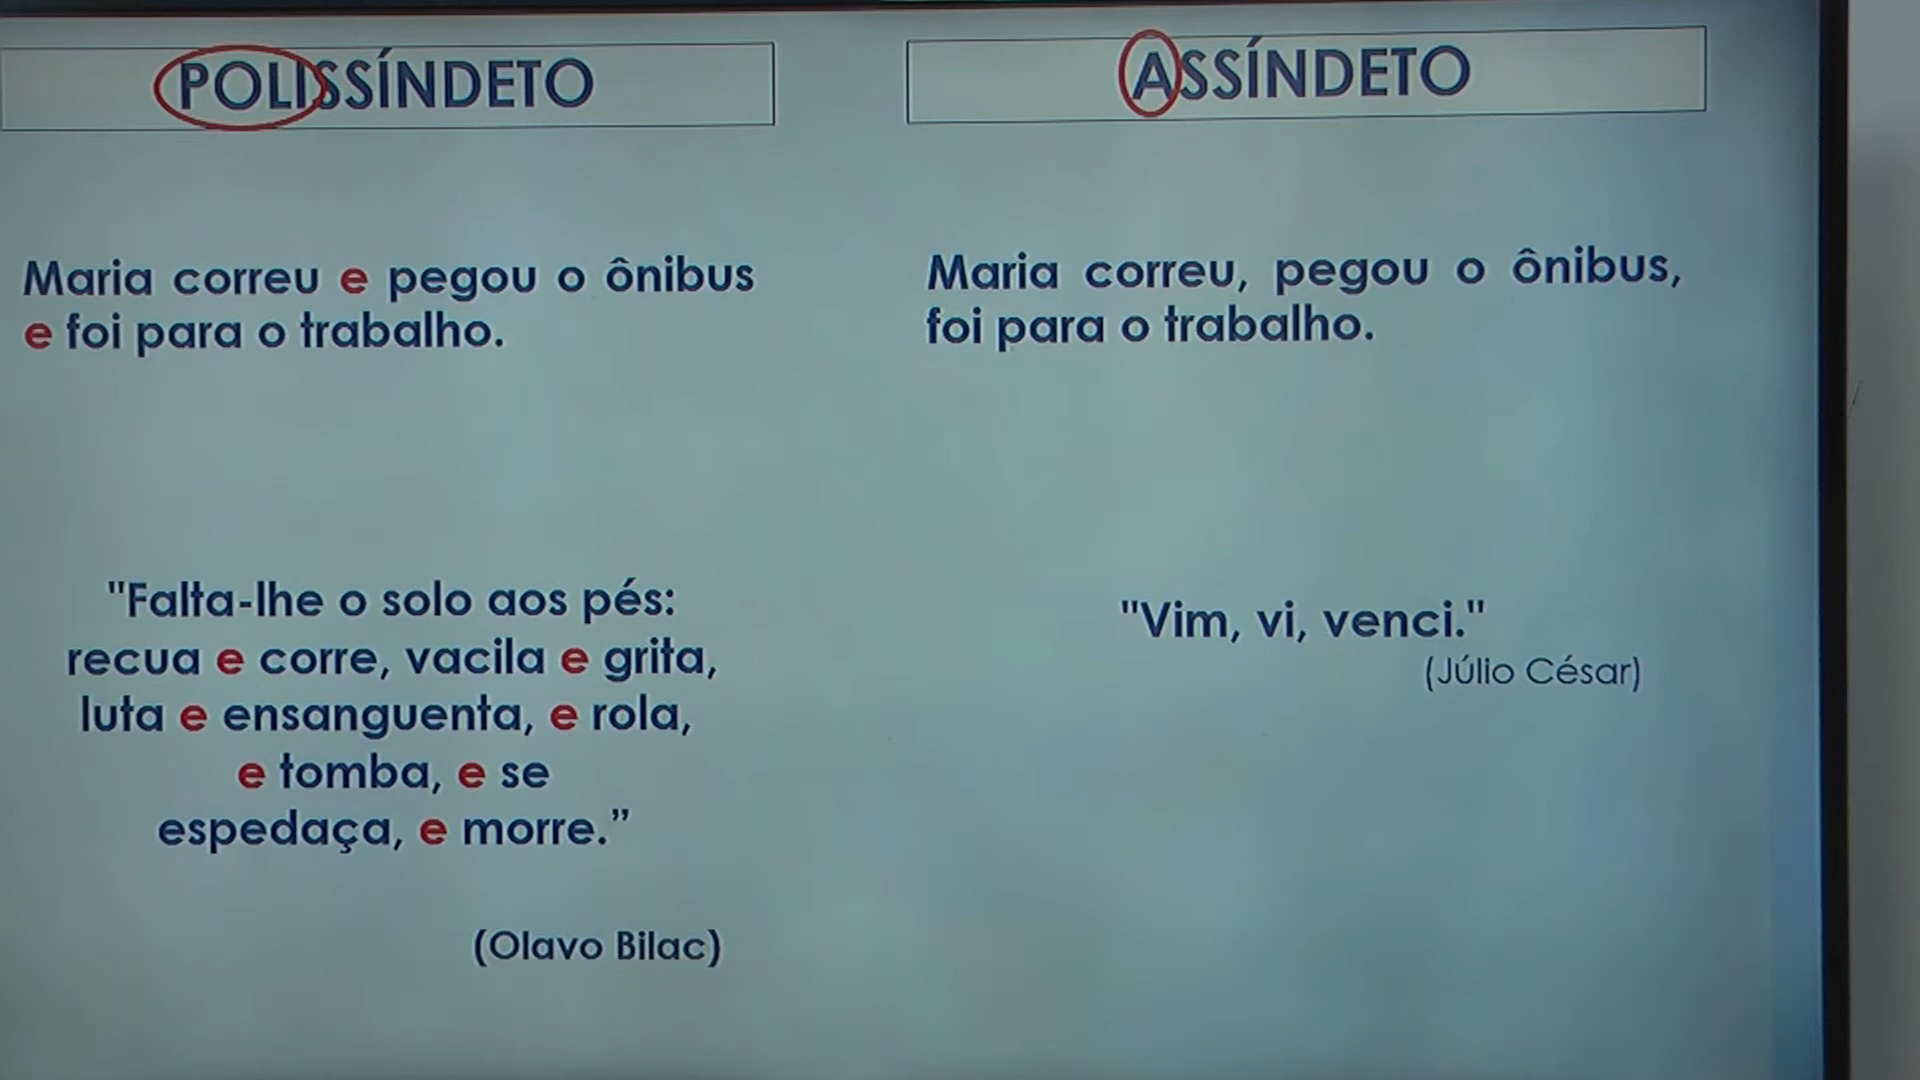 POLISSÍNDETO
Maria correu e pegou o ônibus
e foi para o trabalho.
"Falta-lhe o solo aos pés:
recua e corre, vacila e grita,
luta e ensanguenta, e rola,
e tomba, e se
espedaça, e morre.”
(Olavo Bilac)
ASSÍNDETO
Maria correu, pegou o ônibus,
foi para o trabalho.
"Vim, vi, venci."
(Júlio César)